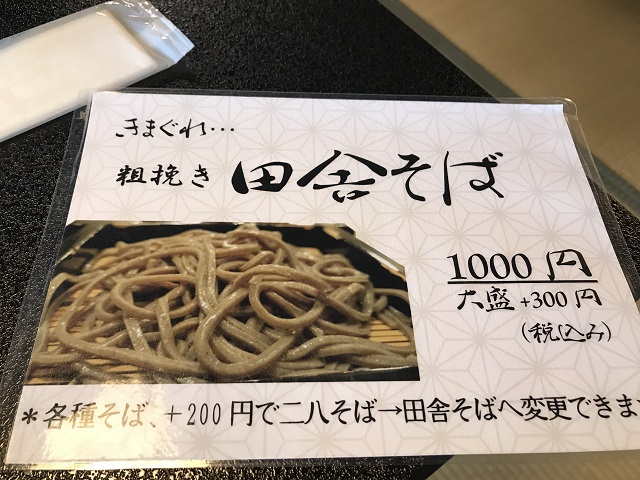 きまぐれ…
粗挽き 田舎そば
1000円
大盛+300円
(税込み)
*各種そば、+200円で二八そば→田舎そばへ変更できます